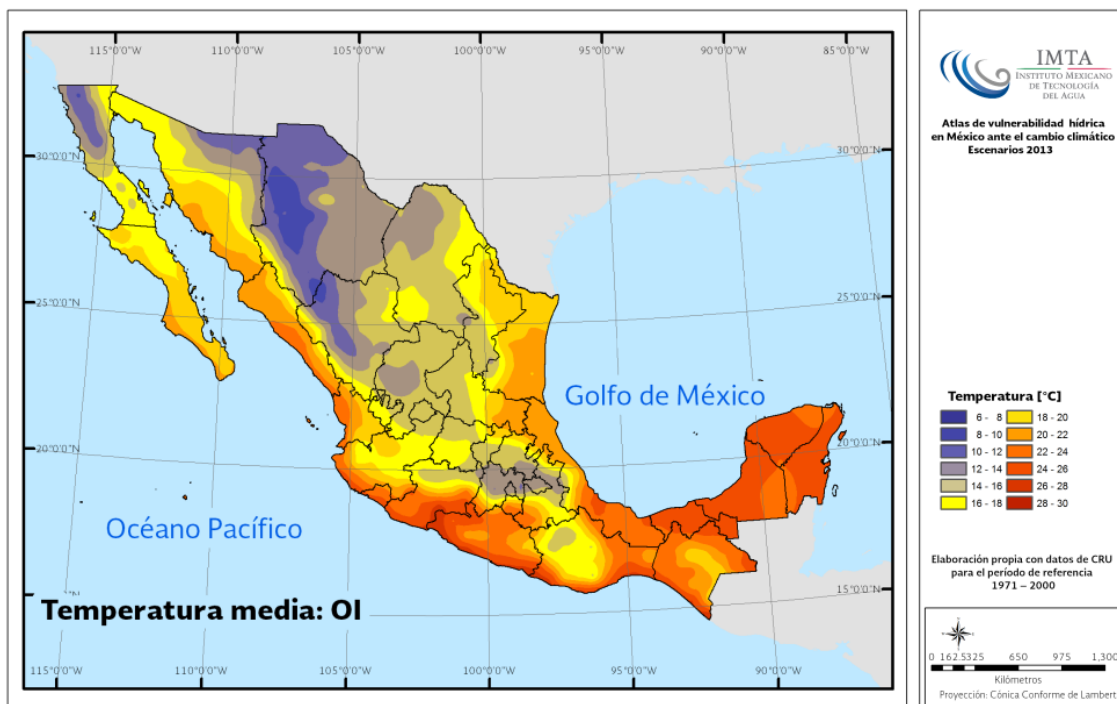 115°0'0"W
110°0'0"W
105°0'0"W
100°0'0"W
95°0'0"W
90°0'0"W
85°0'0"W
30°0'0"N
30°0'0"N
25°0'0"N
25°0'0"N
20°0'0"N
20°0'0"N
15°0'0"N
15°0'0"N
Golfo de México
Océano Pacífico
Temperatura media: OI
115°0'0"W
110°0'0"W
105°0'0"W
100°0'0"W
95°0'0"W
90°0'0"W
IMTA
INSTITUTO MEXICANO
DE TECNOLOGÍA
DEL AGUA
Atlas de vulnerabilidad hídrica
en México ante el cambio climático
Escenarios 2013
Temperatura [°C]
6 - 8
18 - 20
8 - 10
20 - 22
10 - 12
22 - 24
12 - 14
24 - 26
14 - 16
26 - 28
16 - 18
28 - 30
Elaboración propia con datos de CRU
para el período de referencia
1971 – 2000
0 162.5325 650 975 1,300
Kilómetros
Proyección: Cónica Conforme de Lambert